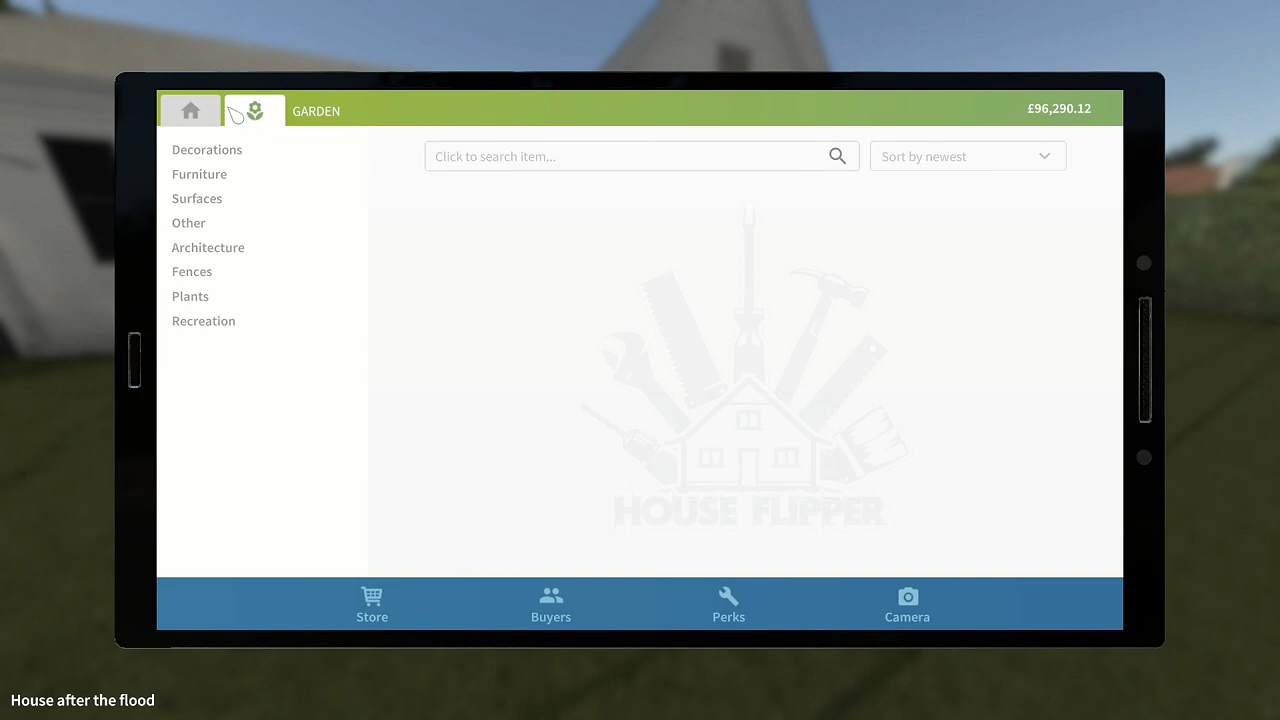 GARDEN
£96,290.12
Click to search item...
Sort by newest
Decorations
Furniture
Surfaces
Other
Architecture
Fences
Plants
Recreation
HOUSE FLIPPER
Store
Buyers
Perks
Camera
House after the flood